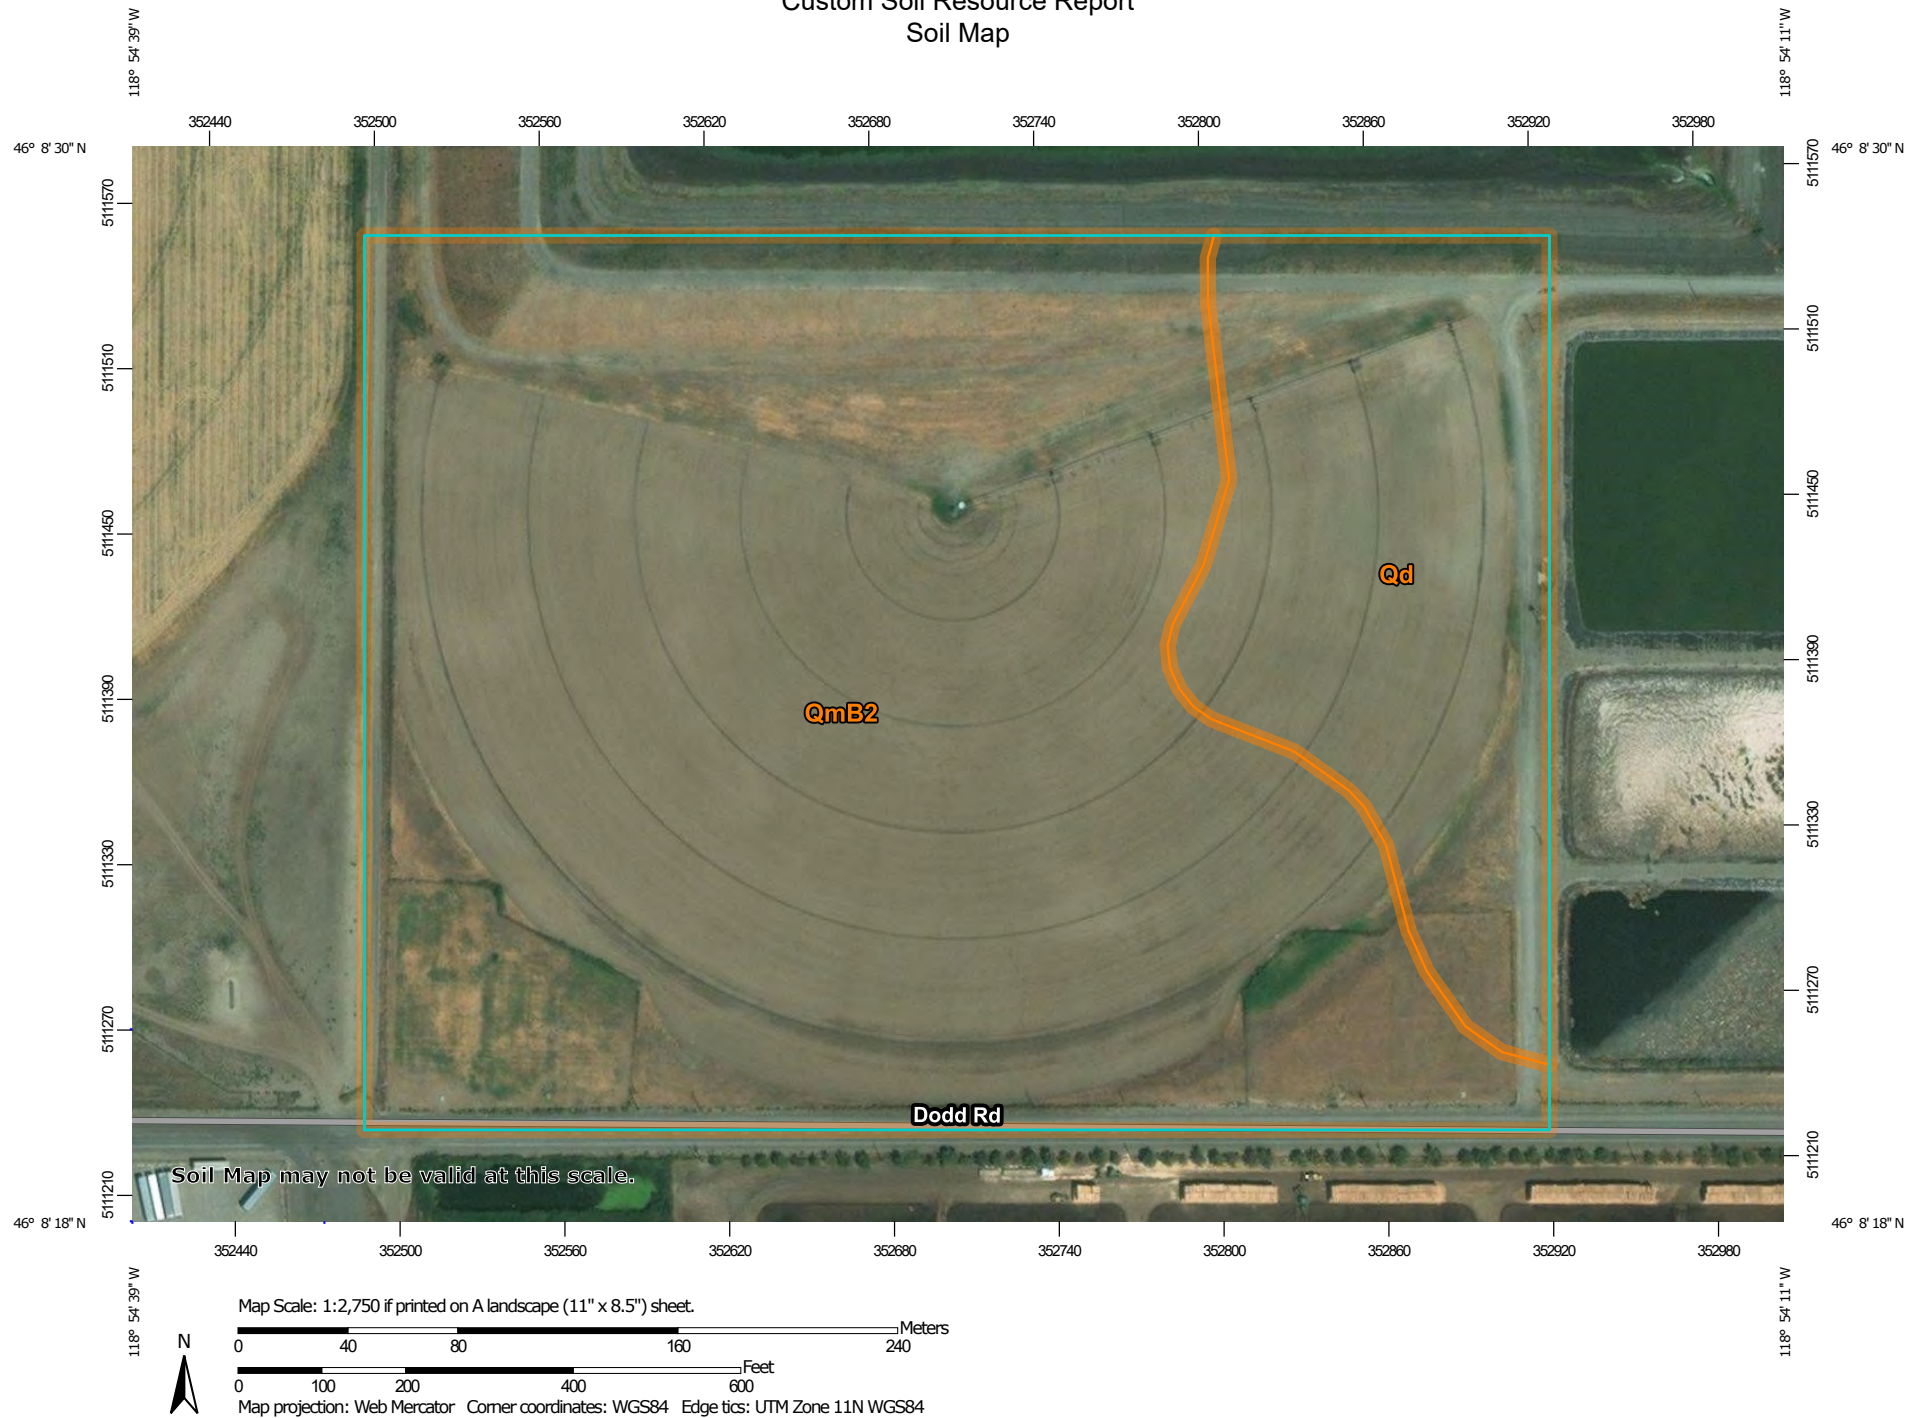 Custom Soil Resource Report
Soil Map
118° 54' 39" W
118° 54' 11" W
352440 352500 352560 352620 352680 352740 352800 352860 352920 352980
46° 8' 30" N
46° 8' 30" N
5111570
5111510
5111450
5111390
5111330
5111270
5111210
5111570
5111510
5111450
5111390
5111330
5111270
5111210
Qd
QmB2
Dodd Rd
Soil Map may not be valid at this scale.
46° 8' 18" N
46° 8' 18" N
352440 352500 352560 352620 352680 352740 352800 352860 352920 352980
118° 54' 39" W
118° 54' 11" W
Map Scale: 1:2,750 if printed on A landscape (11" x 8.5") sheet.
Meters
0 40 80 160 240
Feet
0 100 200 400 600
N
Map projection: Web Mercator Corner coordinates: WGS84 Edge tics: UTM Zone 11N WGS84